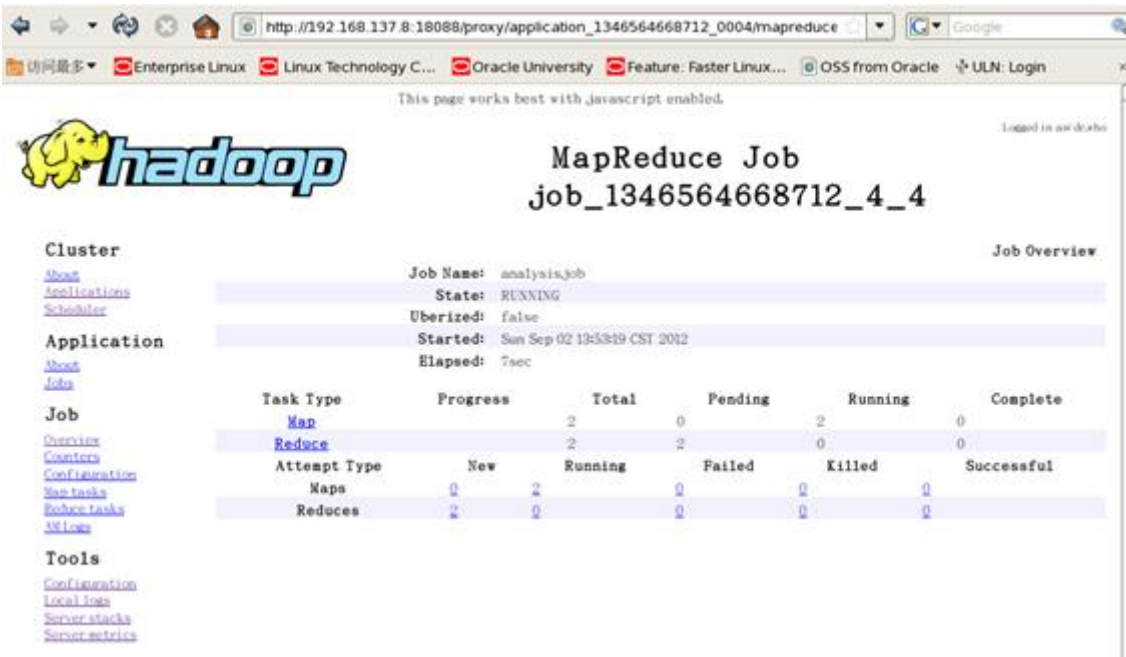 http://192.168.137.8:18088/proxy/application_1346564668712_0004/mapreduce
Google
访问最多 Enterprise Linux Linux Technology C... Oracle University Feature: Faster Linux... OSS from Oracle ULN: Login
This page works best with javascript enabled.
Logged in as: dr.who
hadoop
MapReduce Job
job_1346564668712_4_4
Cluster
About
Applications
Scheduler
Application
About
Jobs
Job
Overview
Counters
Configuration
Map tasks
Reduce tasks
AM Logs
Tools
Configuration
Local logs
Server stacks
Server metrics
Job Overview
Job Name: analysisjob
State: RUNNING
Uberized: false
Started: Sun Sep 02 13:53:19 CST 2012
Elapsed: 7sec
Task Type Progress Total Pending Running Complete
Map 2 0 2 0
Reduce 2 2 0 0
Attempt Type New Running Failed Killed Successful
Maps 0 2 0 0 0
Reduces 2 0 0 0 0